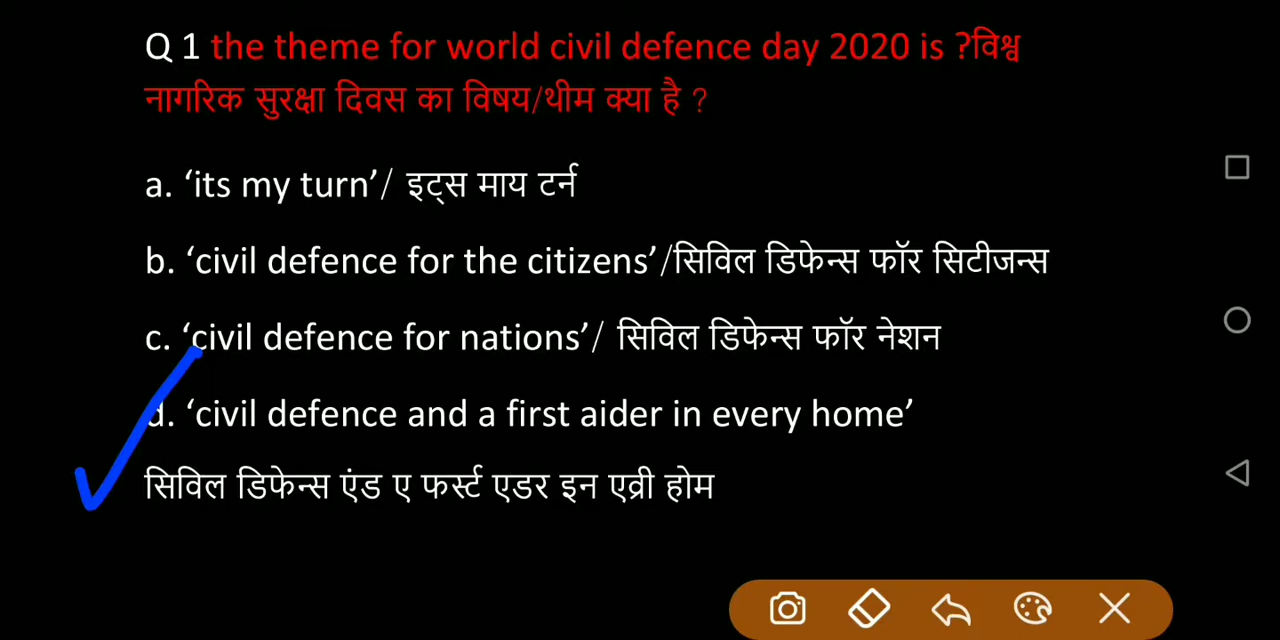 Q 1 the theme for world civil defence day 2020 is ?विश्व
नागरिक सुरक्षा दिवस का विषय/थीम क्या है ?
a. ‘its my turn’/ इट्स माय टर्न
b. ‘civil defence for the citizens’/सिविल डिफेन्स फॉर सिटीजन्स
c. ‘civil defence for nations’/ सिविल डिफेन्स फॉर नेशन
d. ‘civil defence and a first aider in every home’
सिविल डिफेन्स एंड ए फर्स्ट एडर इन एव्री होम